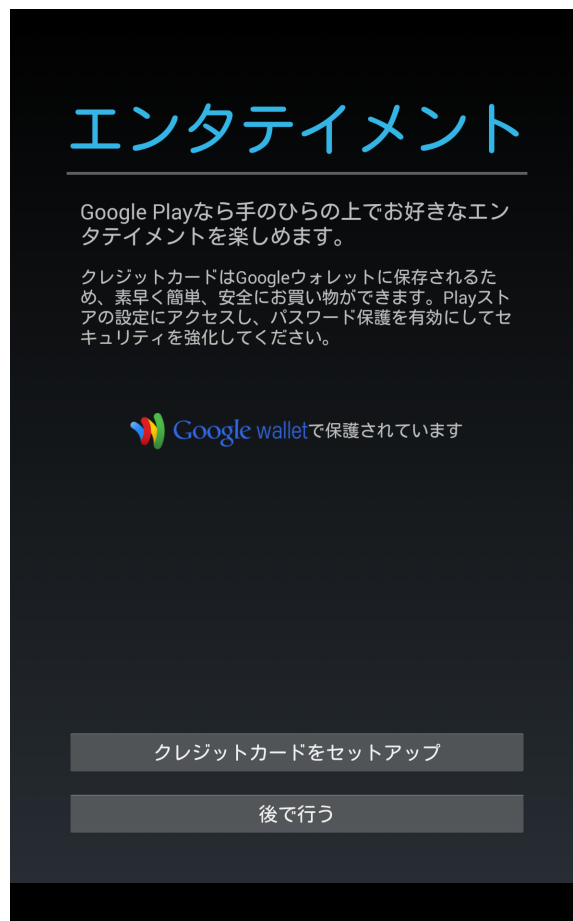 エンタテイメント
Google Playなら手のひらの上でお好きなエン
タテイメントを楽しめます。
クレジットカードはGoogleウォレットに保存されるた
め、素早く簡単、安全にお買い物ができます。Playスト
アの設定にアクセスし、パスワード保護を有効にしてセ
キュリティを強化してください。
Google walletで保護されています
クレジットカードをセットアップ
後で行う